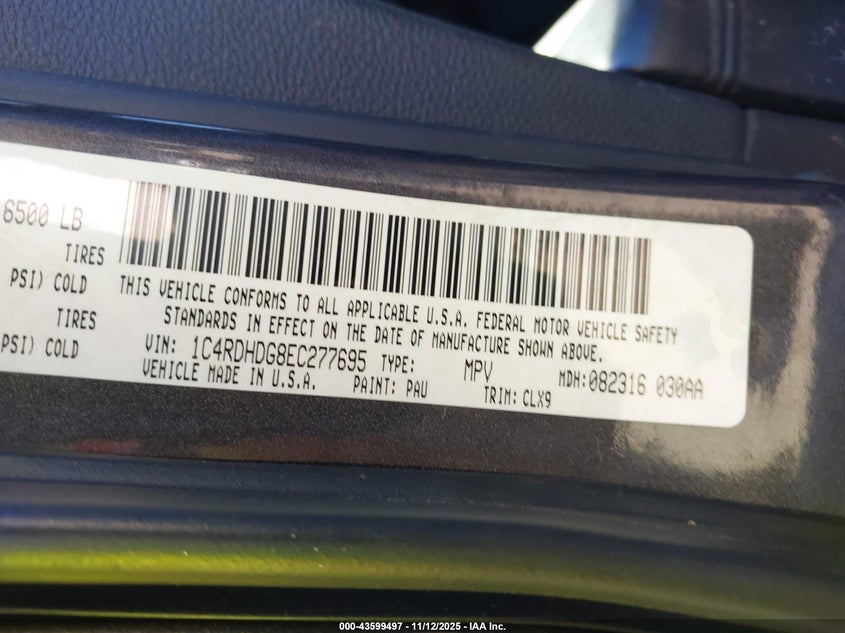 6500 LB
TIRES
PSI) COLD
TIRES
PSI) COLD
THIS VEHICLE CONFORMS TO ALL APPLICABLE U.S.A. FEDERAL MOTOR VEHICLE SAFETY
STANDARDS IN EFFECT ON THE DATE OF MANUFACTURE SHOWN ABOVE.
VIN: 1C4RDHDG8EC277695 TYPE: MPV MDH:082316 030AA
VEHICLE MADE IN U.S.A. PAINT: PAU TRIM: CLX9
000-43599497 - 11/12/2025 - IAA Inc.